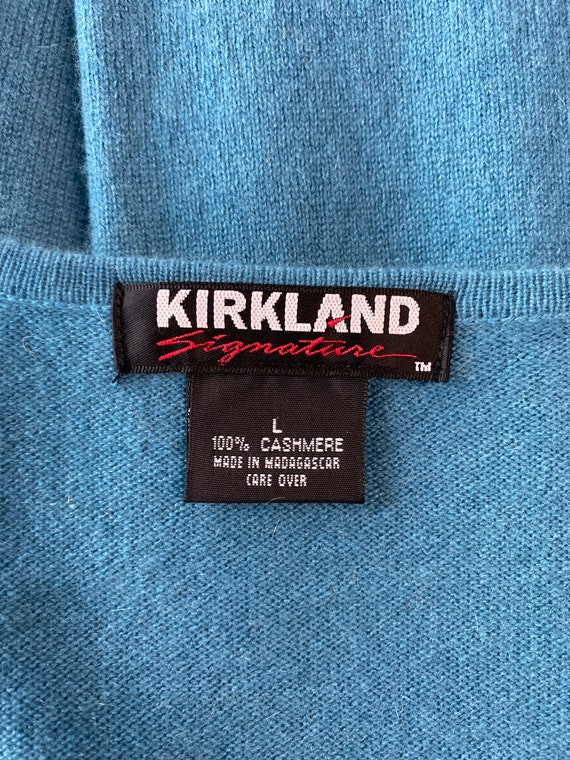 KIRKLAND
Signature
TM
L
100% CASHMERE
MADE IN MADAGASCAR
CARE OVER